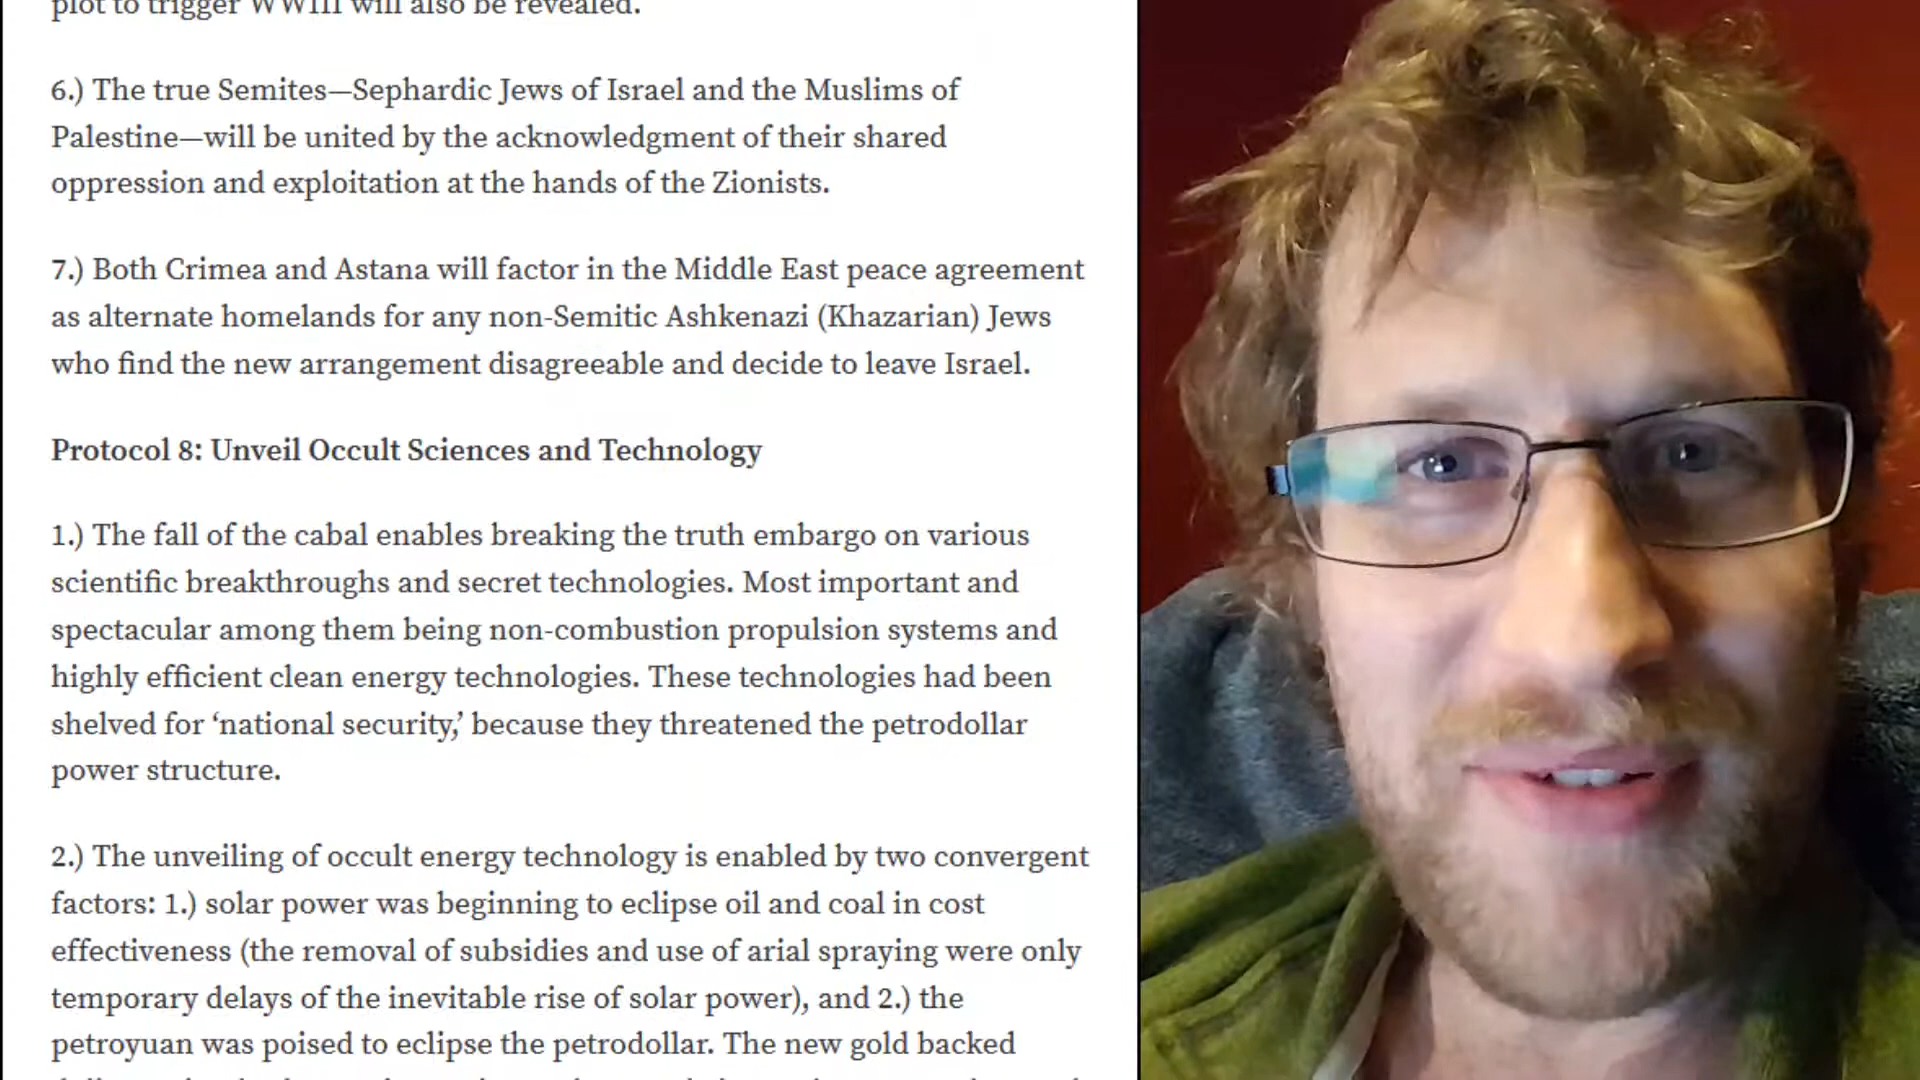 plot to trigger WWIII will also be revealed.
6.) The true Semites—Sephardic Jews of Israel and the Muslims of
Palestine—will be united by the acknowledgment of their shared
oppression and exploitation at the hands of the Zionists.
7.) Both Crimea and Astana will factor in the Middle East peace agreement
as alternate homelands for any non-Semitic Ashkenazi (Khazarian) Jews
who find the new arrangement disagreeable and decide to leave Israel.
Protocol 8: Unveil Occult Sciences and Technology
1.) The fall of the cabal enables breaking the truth embargo on various
scientific breakthroughs and secret technologies. Most important and
spectacular among them being non-combustion propulsion systems and
highly efficient clean energy technologies. These technologies had been
shelved for ‘national security,’ because they threatened the petrodollar
power structure.
2.) The unveiling of occult energy technology is enabled by two convergent
factors: 1.) solar power was beginning to eclipse oil and coal in cost
effectiveness (the removal of subsidies and use of arial spraying were only
temporary delays of the inevitable rise of solar power), and 2.) the
petroyuan was poised to eclipse the petrodollar. The new gold backed